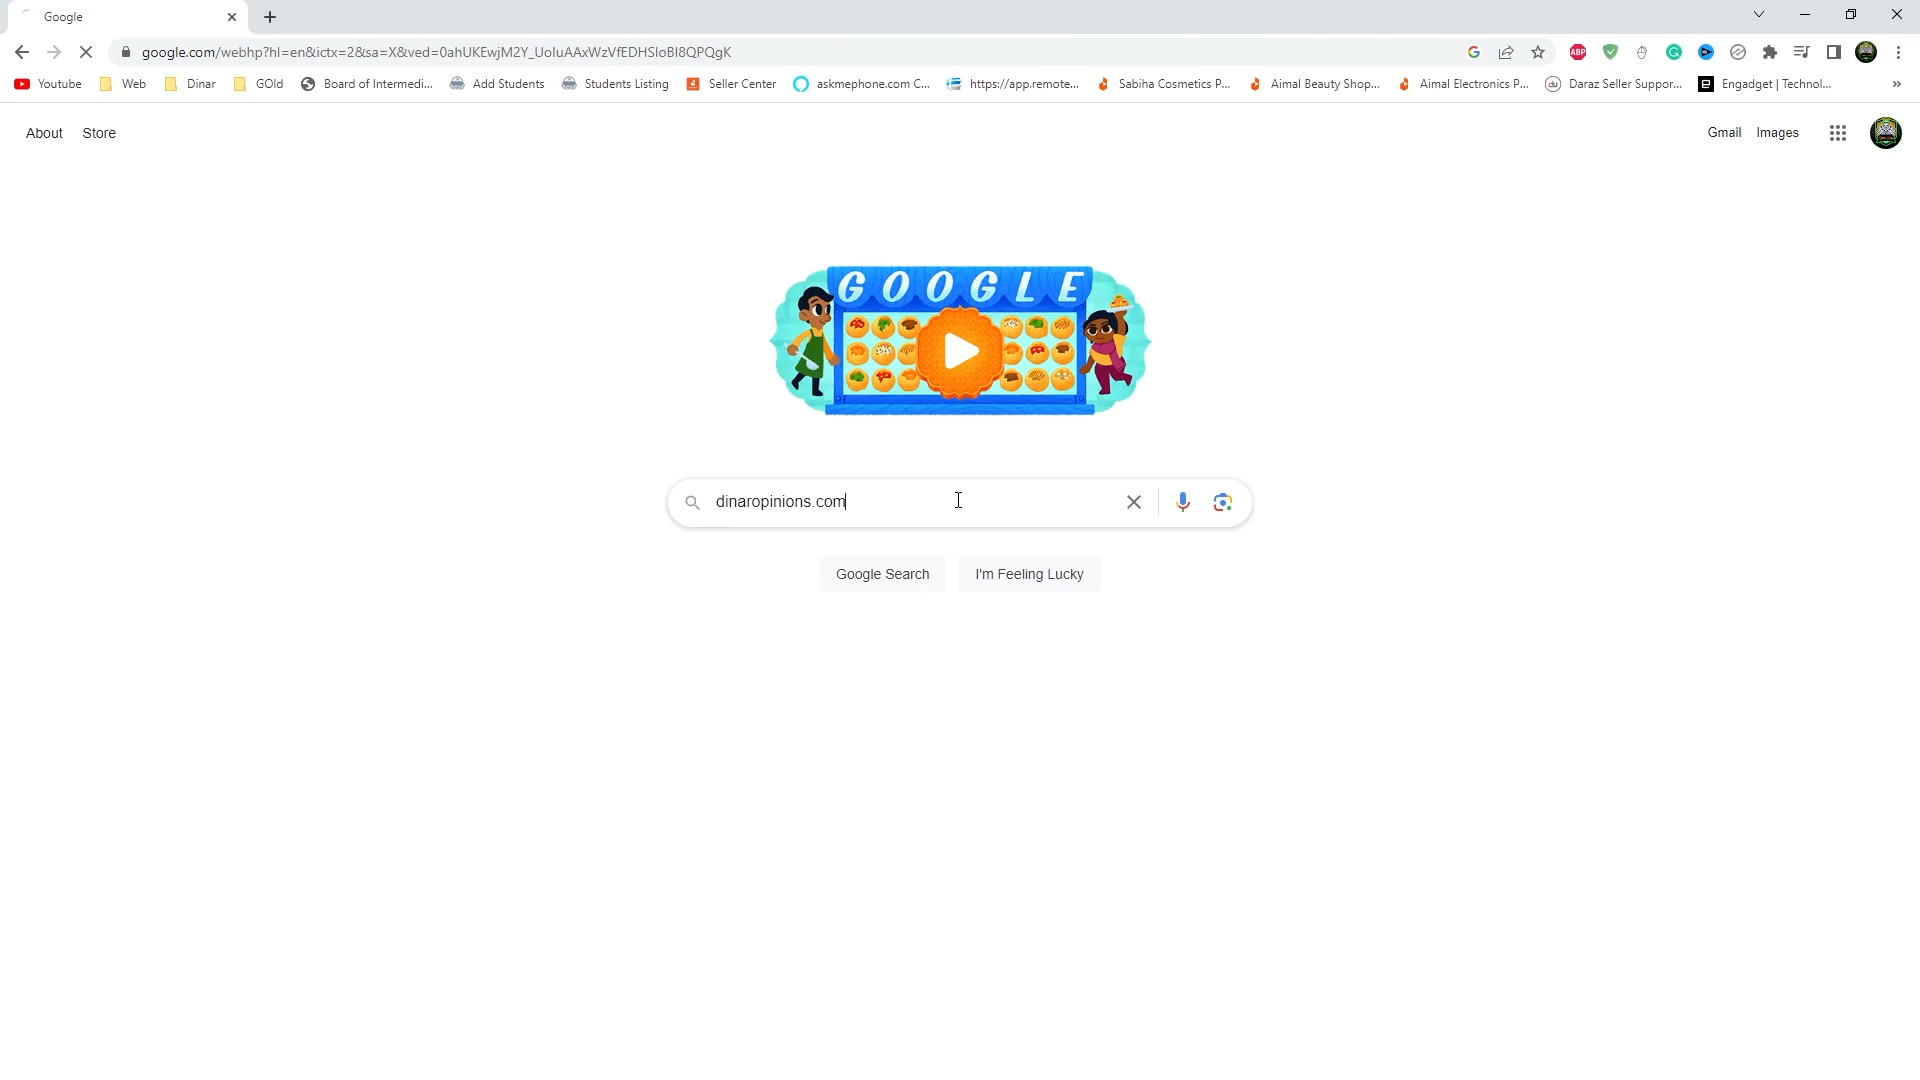 Google
google.com/webhp?hl=en&ictx=2&sa=X&ved=0ahUKEwjM2Y_UoIuAAxWzVfEDHSIoBI8QPQgK
Youtube Web Dinar GOld Board of Intermedi... Add Students Students Listing Seller Center askmephone.com C... https://app.remote... Sabiha Cosmetics P... Aimal Beauty Shop... Aimal Electronics P... Daraz Seller Suppor... Engadget | Technol...
About Store Gmail Images
GOOGLE
dinaropinions.com
Google Search I'm Feeling Lucky